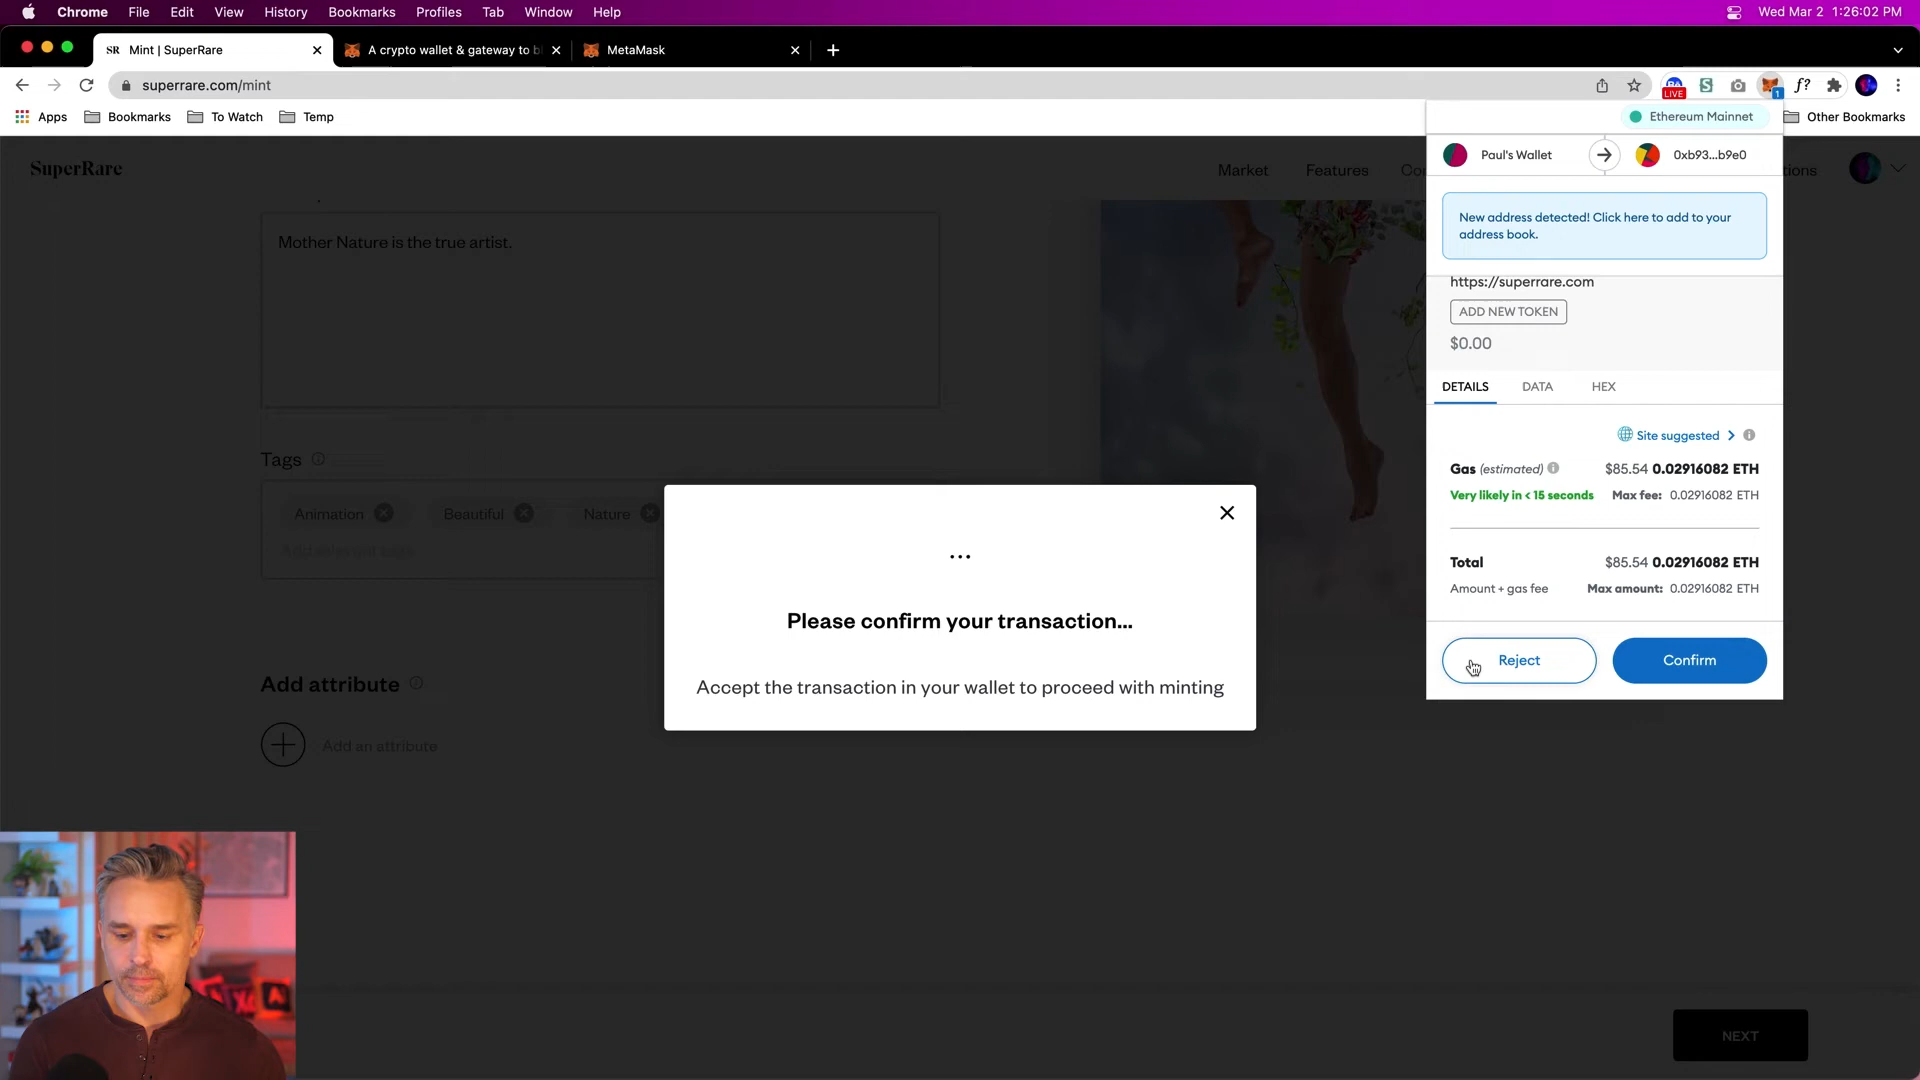 Chrome File Edit View History Bookmarks Profiles Tab Window Help Wed Mar 2 1:26:02 PM
SR Mint | SuperRare
A crypto wallet & gateway to bl
MetaMask
superrare.com/mint
LIVE
1
f?
Apps Bookmarks To Watch Temp
Other Bookmarks
SuperRare
Market Features
Mother Nature is the true artist.
Tags
Animation Beautiful Nature
Add attribute
Add an attribute
NEXT
...
Please confirm your transaction...
Accept the transaction in your wallet to proceed with minting
Ethereum Mainnet
Paul's Wallet
0xb93...b9e0
New address detected! Click here to add to your
address book.
https://superrare.com
ADD NEW TOKEN
$0.00
DETAILS DATA HEX
Site suggested
Gas (estimated) $85.54 0.02916082 ETH
Very likely in < 15 seconds Max fee: 0.02916082 ETH
Total $85.54 0.02916082 ETH
Amount + gas fee Max amount: 0.02916082 ETH
Reject Confirm